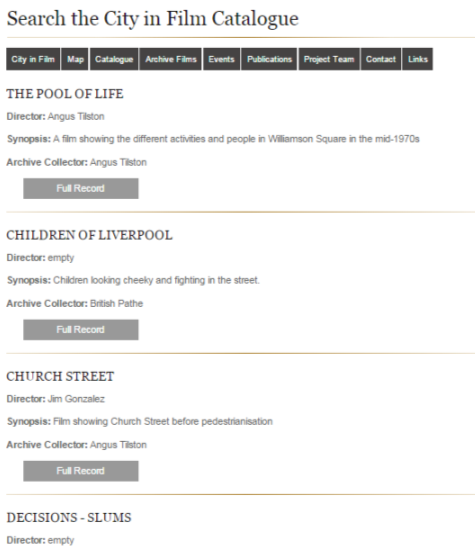 Search the City in Film Catalogue
City in Film Map Catalogue Archive Films Events Publications Project Team Contact Links
THE POOL OF LIFE
Director: Angus Tilston
Synopsis: A film showing the different activities and people in Williamson Square in the mid-1970s
Archive Collector: Angus Tilston
Full Record
CHILDREN OF LIVERPOOL
Director: empty
Synopsis: Children looking cheeky and fighting in the street.
Archive Collector: British Pathe
Full Record
CHURCH STREET
Director: Jim Gonzalez
Synopsis: Film showing Church Street before pedestrianisation
Archive Collector: Angus Tilston
Full Record
DECISIONS - SLUMS
Director: empty